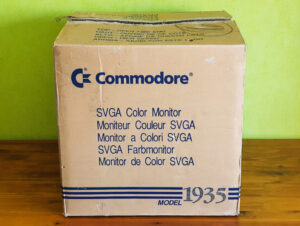 Commodore®
SVGA Color Monitor
Moniteur Couleur SVGA
Monitor a Colori SVGA
SVGA Farbmonitor
Monitor de Color SVGA
MODEL 1935